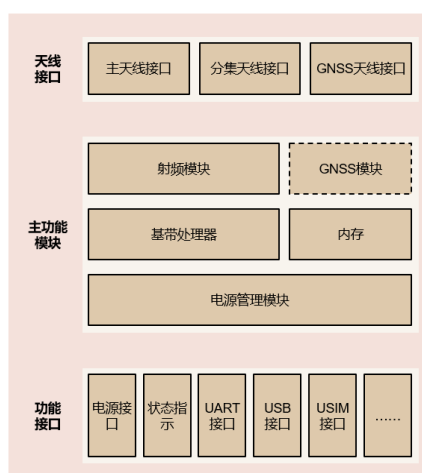 天线
接口
主天线接口
分集天线接口
GNSS天线接口
主功能
模块
射频模块
GNSS模块
基带处理器
内存
电源管理模块
功能
接口
电源接
口
状态指
示
UART
接口
USB
接口
USIM
接口
……